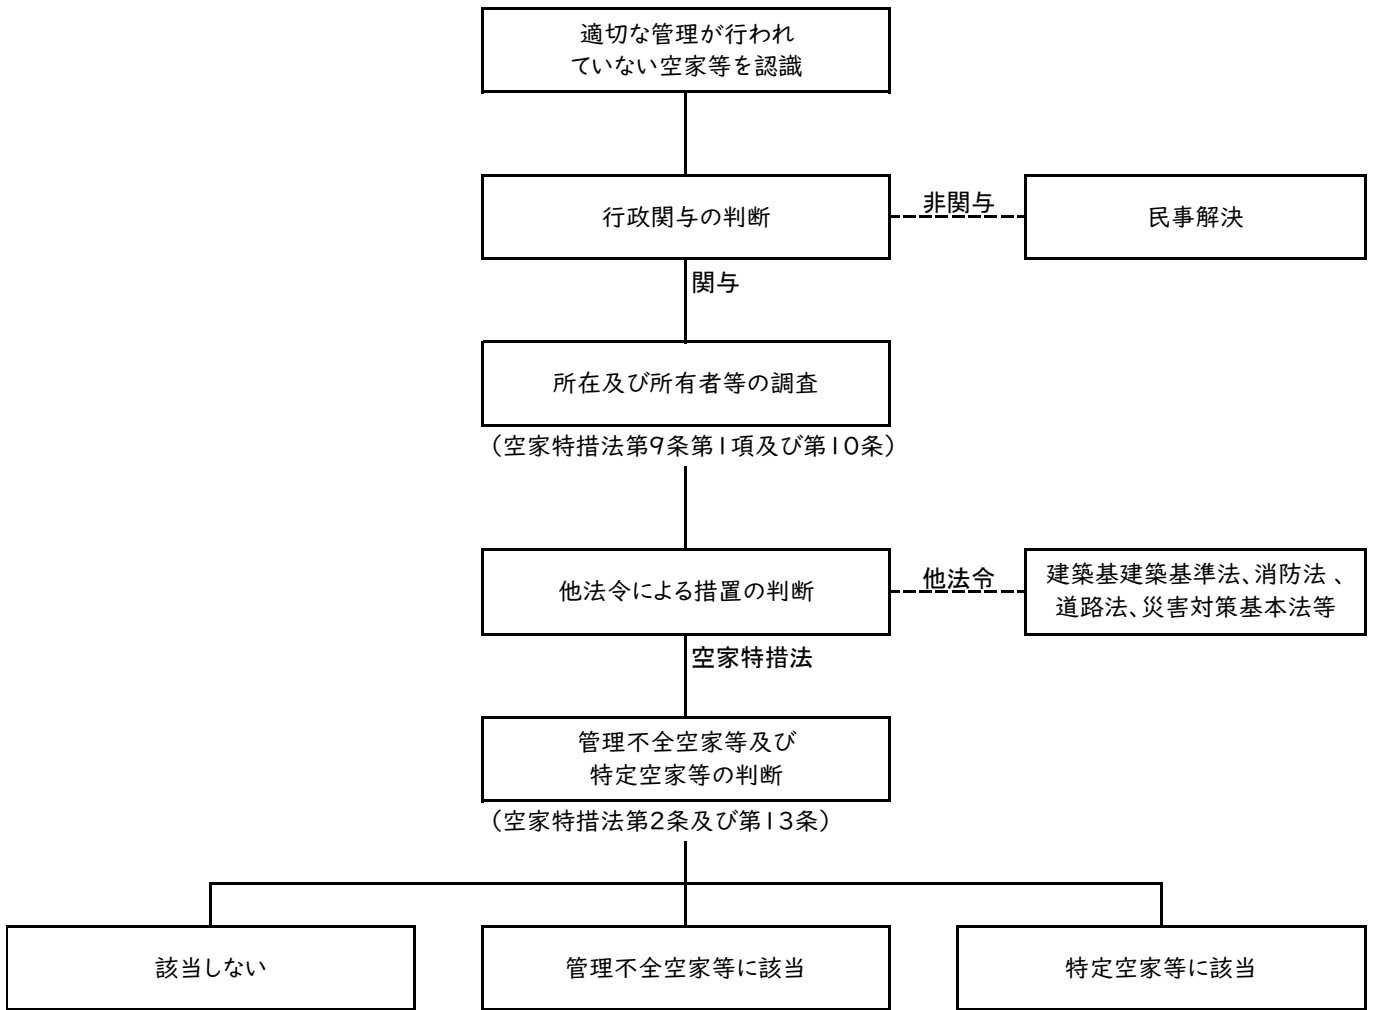 適切な管理が行われ
ていない空家等を認識
行政関与の判断
非関与
民事解決
関与
所在及び所有者等の調査
(空家特措法第9条第1項及び第10条)
他法令による措置の判断
他法令
建築基建築基準法、消防法 、
道路法、災害対策基本法等
空家特措法
管理不全空家等及び
特定空家等の判断
(空家特措法第2条及び第13条)
該当しない
管理不全空家等に該当
特定空家等に該当